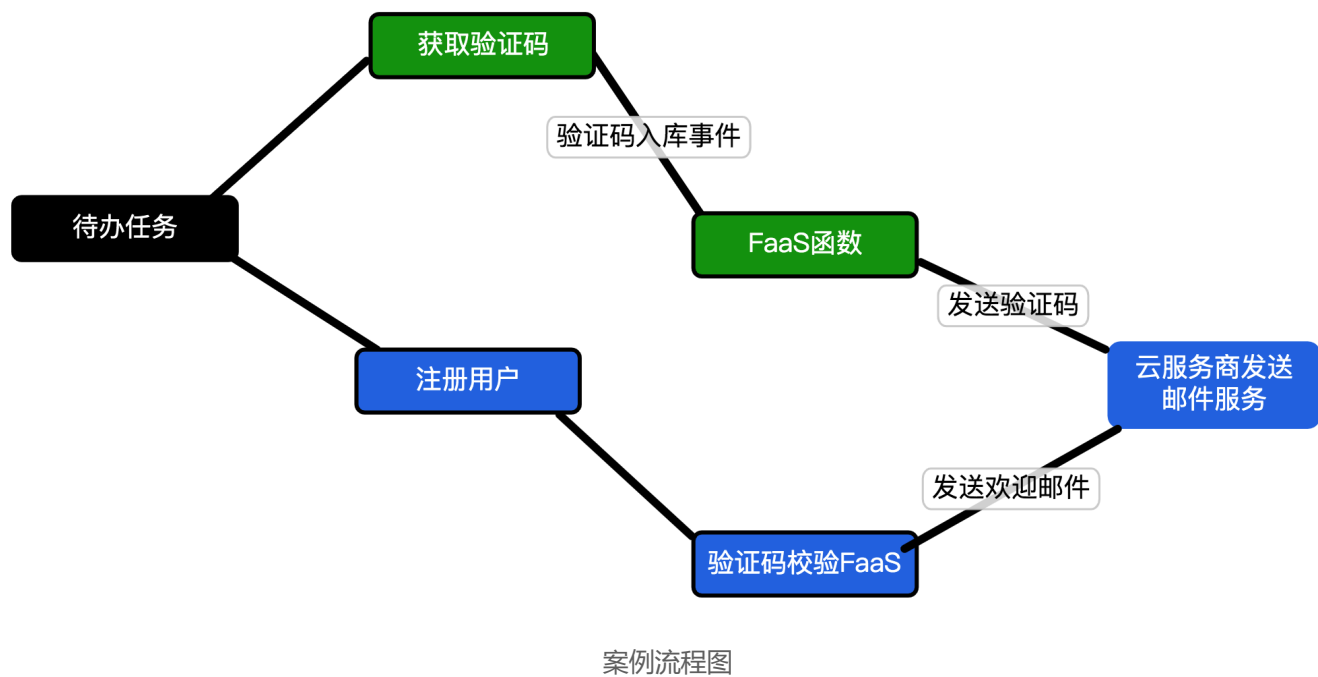 获取验证码
验证码入库事件
待办任务
FaaS函数
发送验证码
云服务商发送
邮件服务
注册用户
发送欢迎邮件
验证码校验FaaS
案例流程图